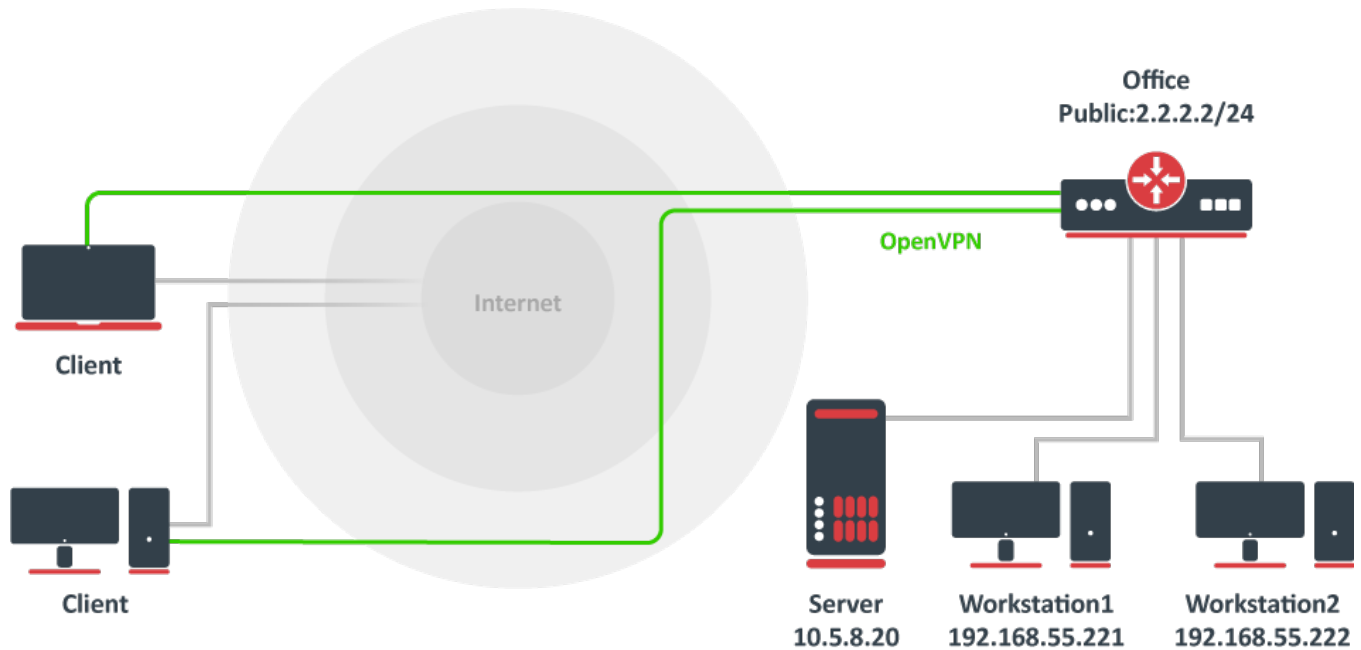 Office
Public:2.2.2.2/24
OpenVPN
Internet
Client
Client
Server
10.5.8.20
Workstation1
192.168.55.221
Workstation2
192.168.55.222